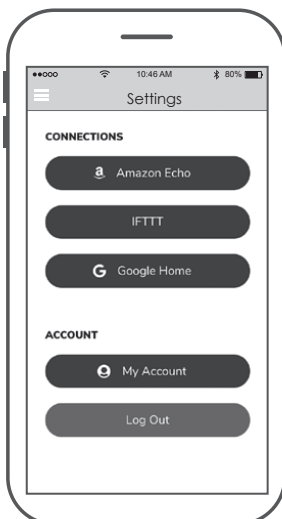 10:46 AM
80%
Settings
CONNECTIONS
Amazon Echo
IFTTT
Google Home
ACCOUNT
My Account
Log Out